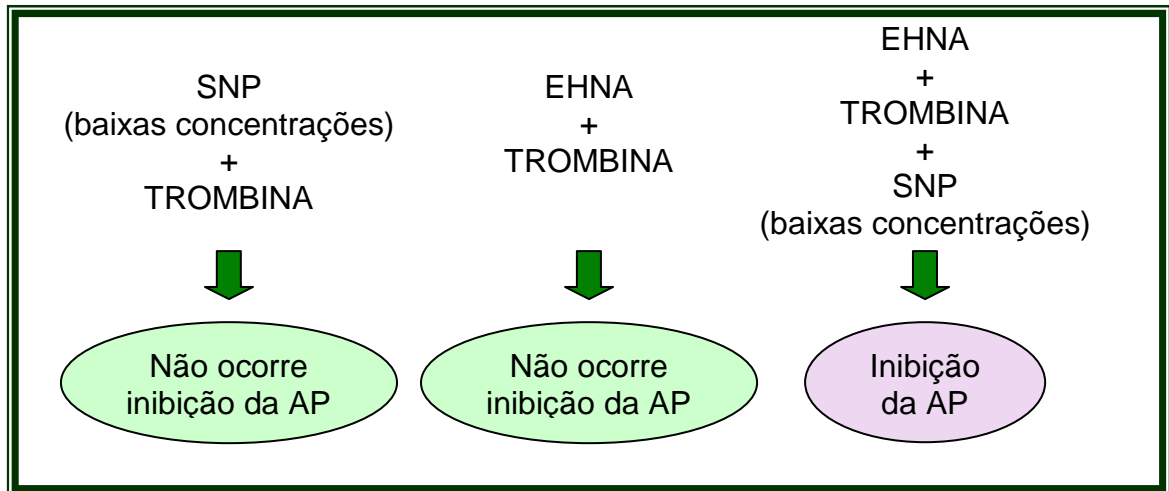 SNP
(baixas concentrações)
+
TROMBINA
Não ocorre
inibição da AP
EHNA
+
TROMBINA
Não ocorre
inibição da AP
EHNA
+
TROMBINA
+
SNP
(baixas concentrações)
Inibição
da AP